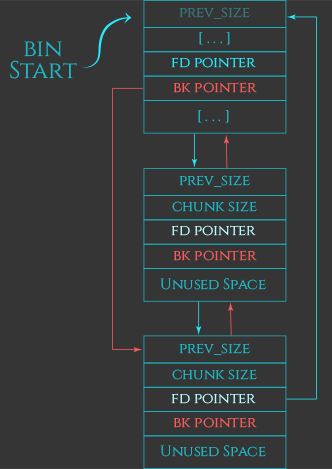 BIN
START
PREV_SIZE
[...]
FD POINTER
BK POINTER
[...]
PREV_SIZE
CHUNK SIZE
FD POINTER
BK POINTER
UNUSED SPACE
PREV_SIZE
CHUNK SIZE
FD POINTER
BK POINTER
UNUSED SPACE